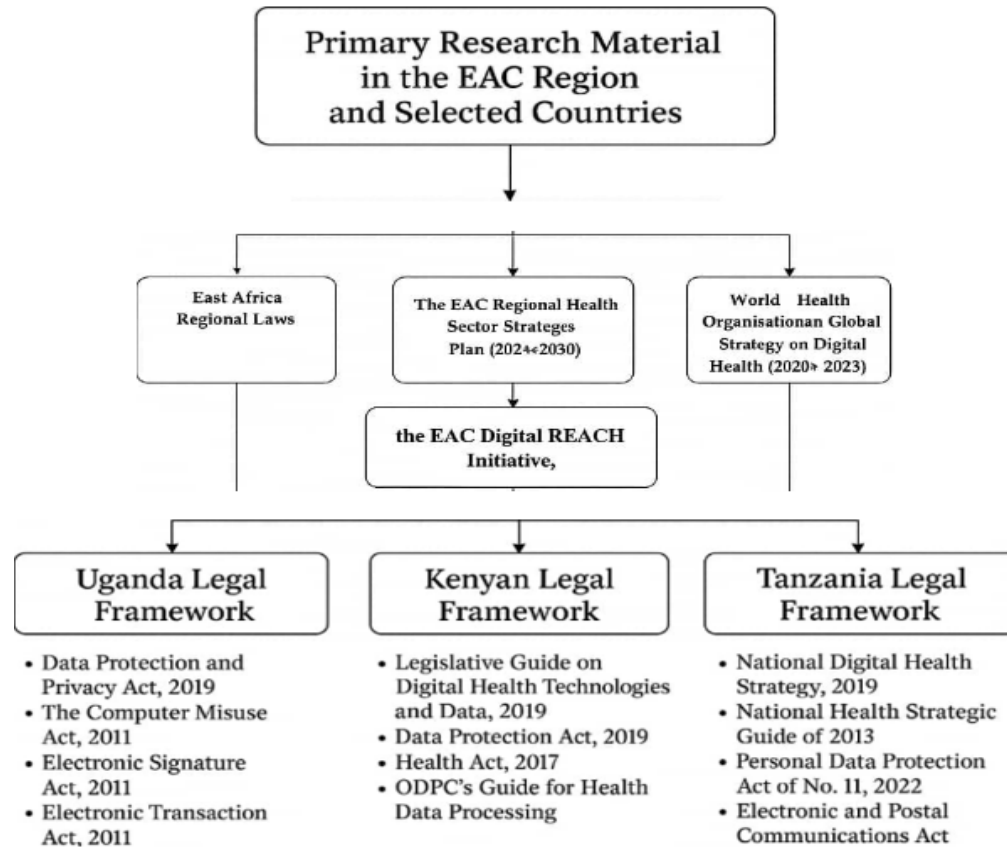 Primary Research Material
in the EAC Region
and Selected Countries
East Africa
Regional Laws
The EAC Regional Health
Sector Strateges
Plan (2024-2030)
the EAC Digital REACH
Initiative,
World Health
Organisationan Global
Strategy on Digital
Health (2020- 2023)
Uganda Legal
Framework
• Data Protection and
Privacy Act, 2019
• The Computer Misuse
Act, 2011
• Electronic Signature
Act, 2011
• Electronic Transaction
Act, 2011
Kenyan Legal
Framework
• Legislative Guide on
Digital Health Technologies
and Data, 2019
• Data Protection Act, 2019
• Health Act, 2017
• ODPC's Guide for Health
Data Processing
Tanzania Legal
Framework
• National Digital Health
Strategy, 2019
• National Health Strategic
Guide of 2013
• Personal Data Protection
Act of No. 11, 2022
• Electronic and Postal
Communications Act